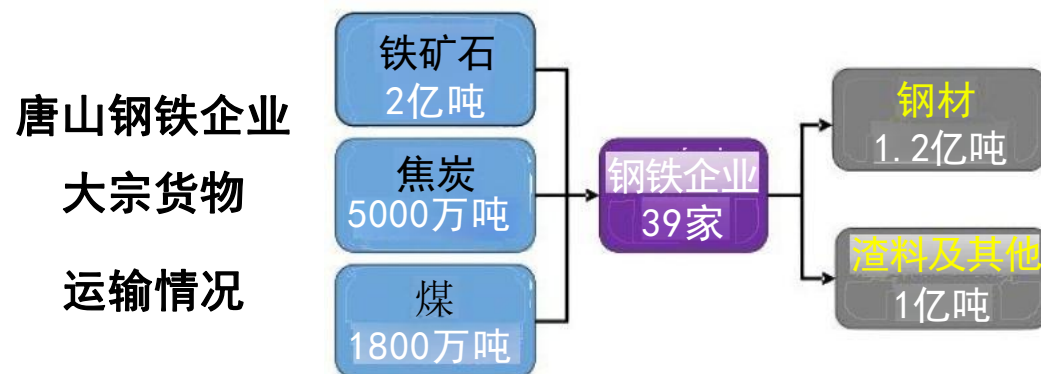 唐山钢铁企业
大宗货物
运输情况
铁矿石
2亿吨
焦炭
5000万吨
煤
1800万吨
钢铁企业
39家
钢材
1.2亿吨
渣料及其他
1亿吨